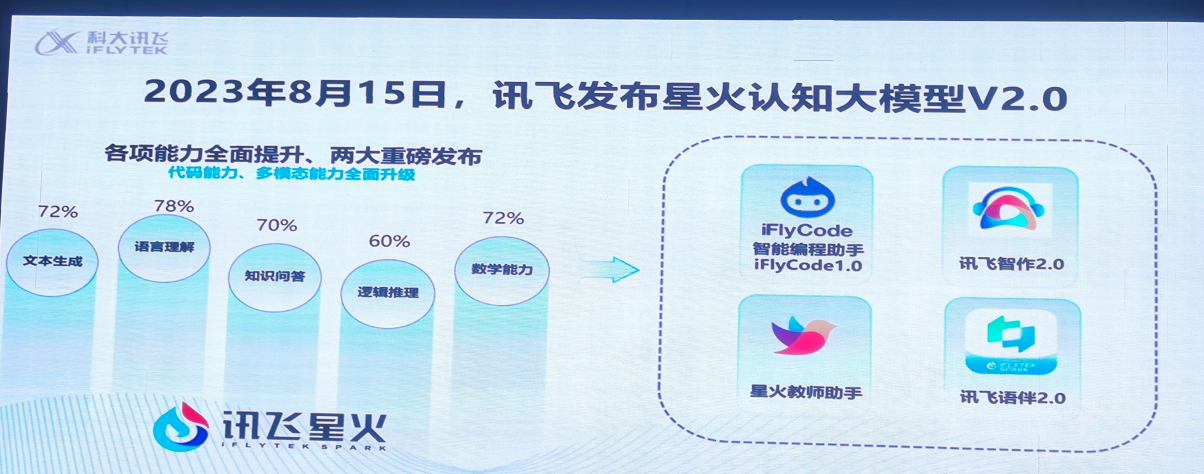 科大讯飞
iFLYTEK
2023年8月15日，讯飞发布星火认知大模型V2.0
各项能力全面提升、两大重磅发布
代码能力、多模态能力全面升级
72%
78%
70%
60%
72%
文本生成
语言理解
知识问答
逻辑推理
数学能力
iFlyCode
智能编程助手
iFlyCode1.0
讯飞智作2.0
星火教师助手
iFLYTEK
SPARK
讯飞语伴2.0
讯飞星火
iFLYTEK SPARK